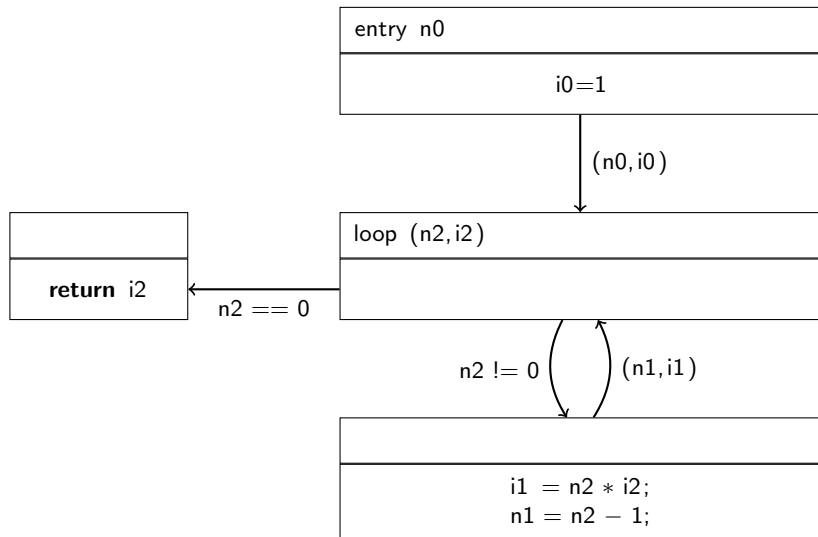 entry n0
i0=1
(n0,i0)
loop (n2,i2)
return i2
n2 == 0
n2 != 0
(n1,i1)
i1 = n2 * i2;
n1 = n2 − 1;